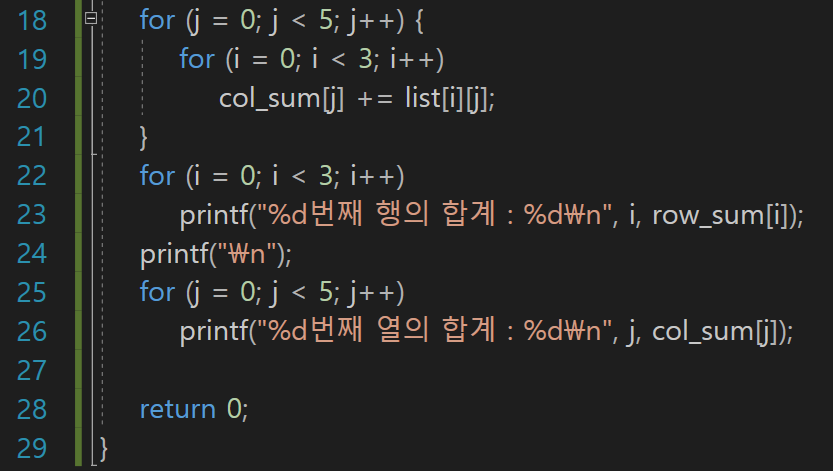 18 for (j = 0; j < 5; j++) {
19 for (i = 0; i < 3; i++)
20 col_sum[j] += list[i][j];
21 }
22 for (i = 0; i < 3; i++)
23 printf("%d번째 행의 합계 : %d₩n", i, row_sum[i]);
24 printf("₩n");
25 for (j = 0; j < 5; j++)
26 printf("%d번째 열의 합계 : %d₩n", j, col_sum[j]);
27
28 return 0;
29 }